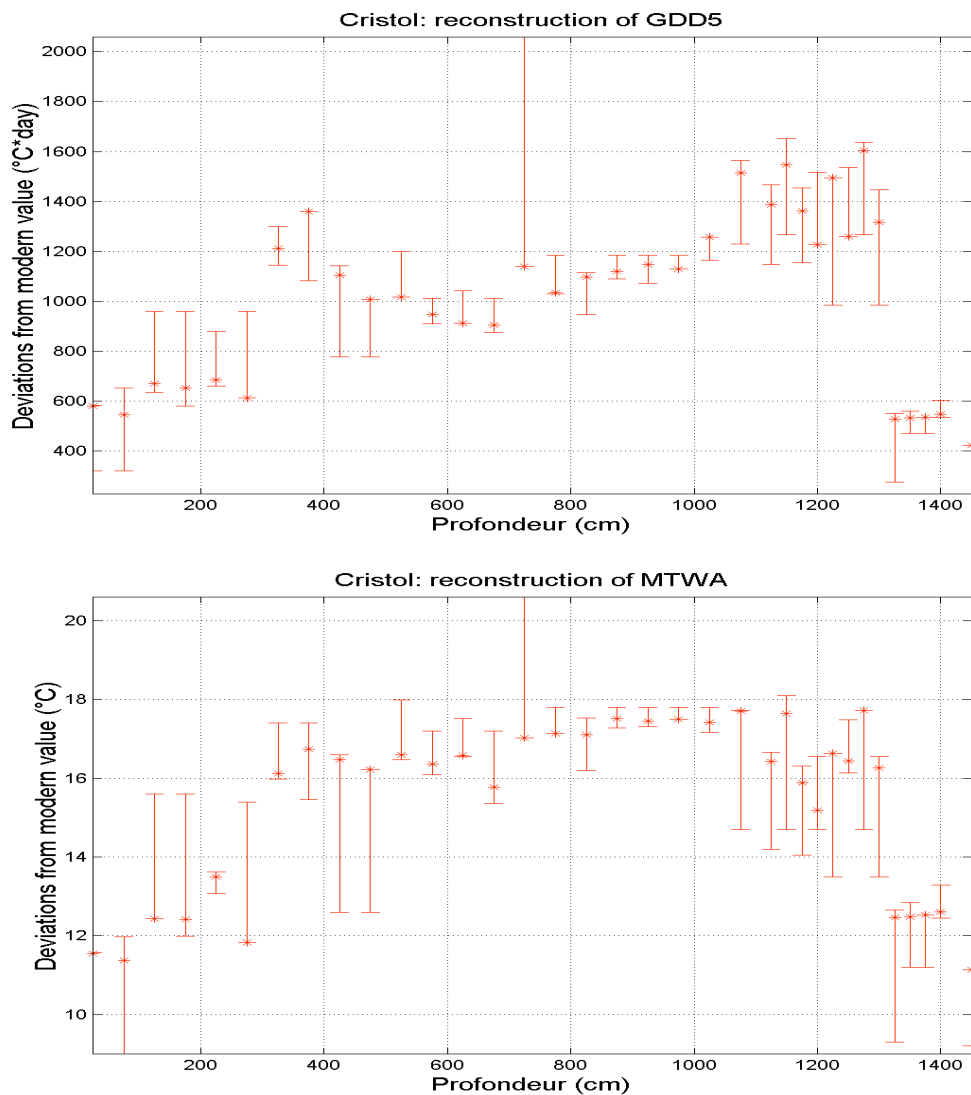 Cristol: reconstruction of GDD5
Deviations from modern value (°C*day)
2000
1800
1600
1400
1200
1000
800
600
400
200 400 600 800 1000 1200 1400
Profondeur (cm)
Cristol: reconstruction of MTWA
Deviations from modern value (°C)
20
18
16
14
12
10
200 400 600 800 1000 1200 1400
Profondeur (cm)